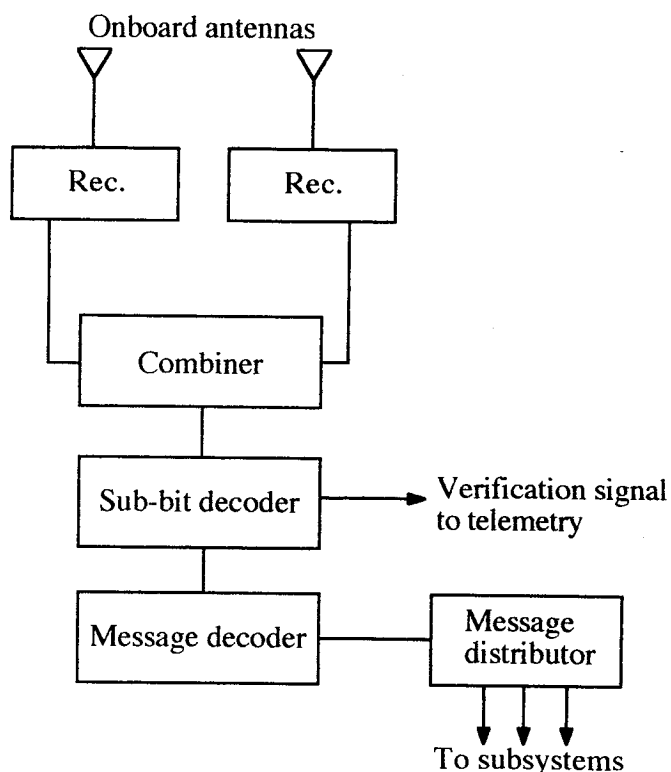 Onboard antennas
Rec.
Rec.
Combiner
Sub-bit decoder
Verification signal
to telemetry
Message decoder
Message
distributor
To subsystems